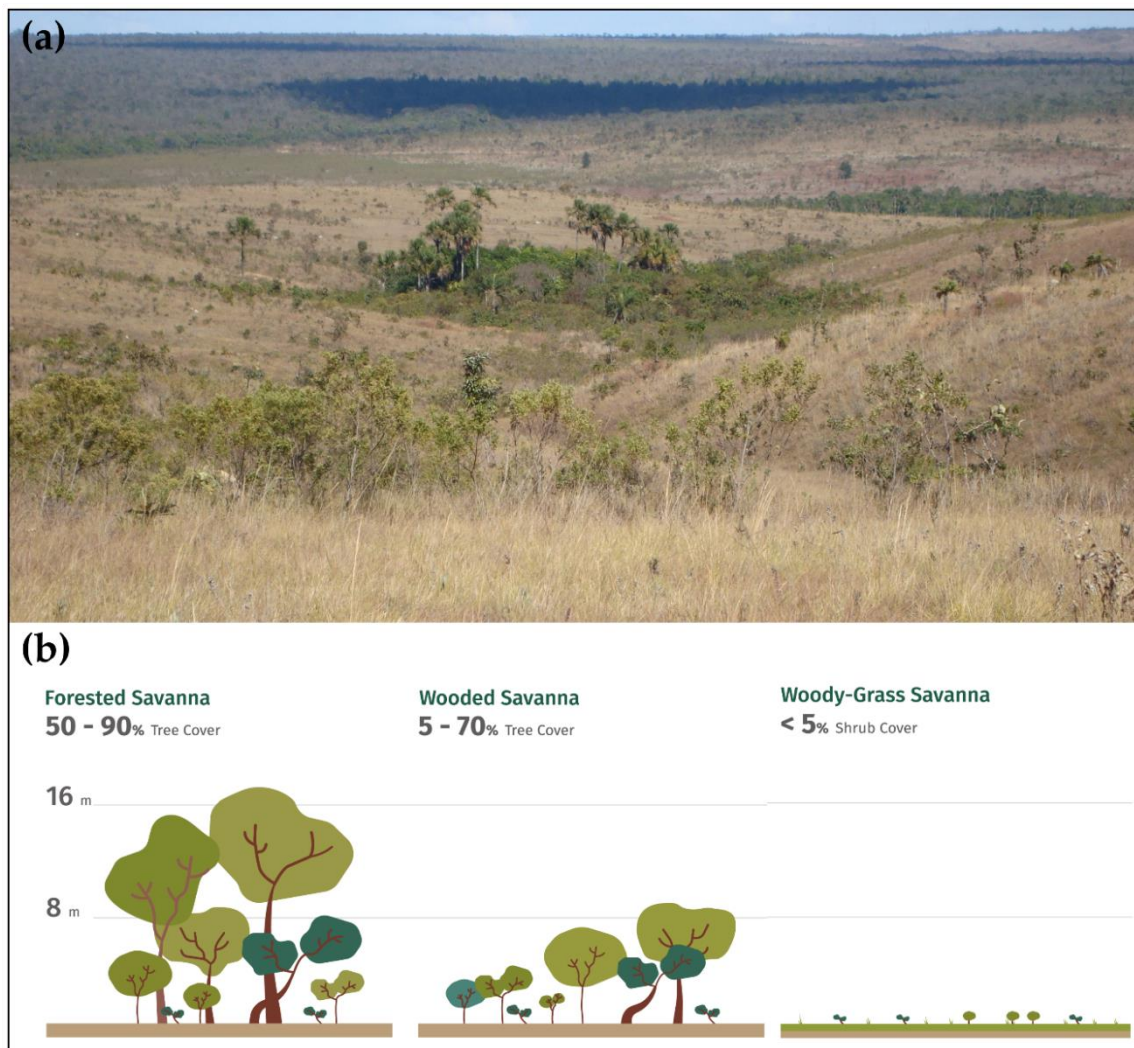 (a)
(b)
Forested Savanna
50 - 90% Tree Cover
Wooded Savanna
5 - 70% Tree Cover
Woody-Grass Savanna
< 5% Shrub Cover
16 m
8 m